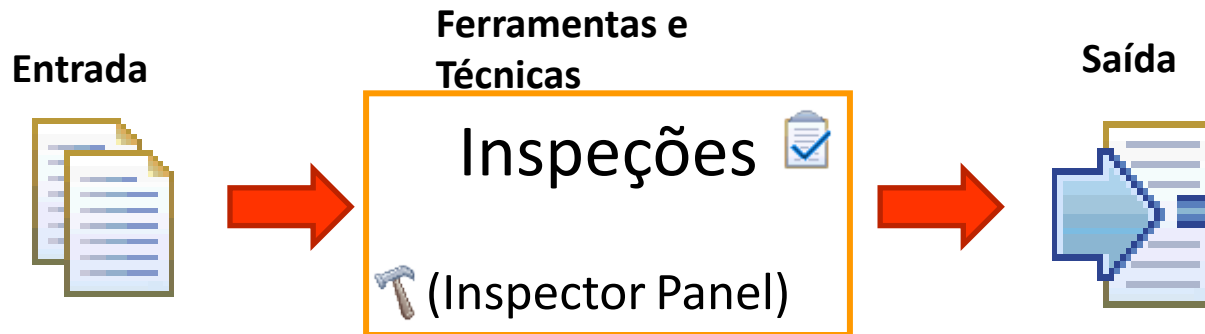 Entrada
Ferramentas e
Técnicas
Inspeções
(Inspector Panel)
Saída